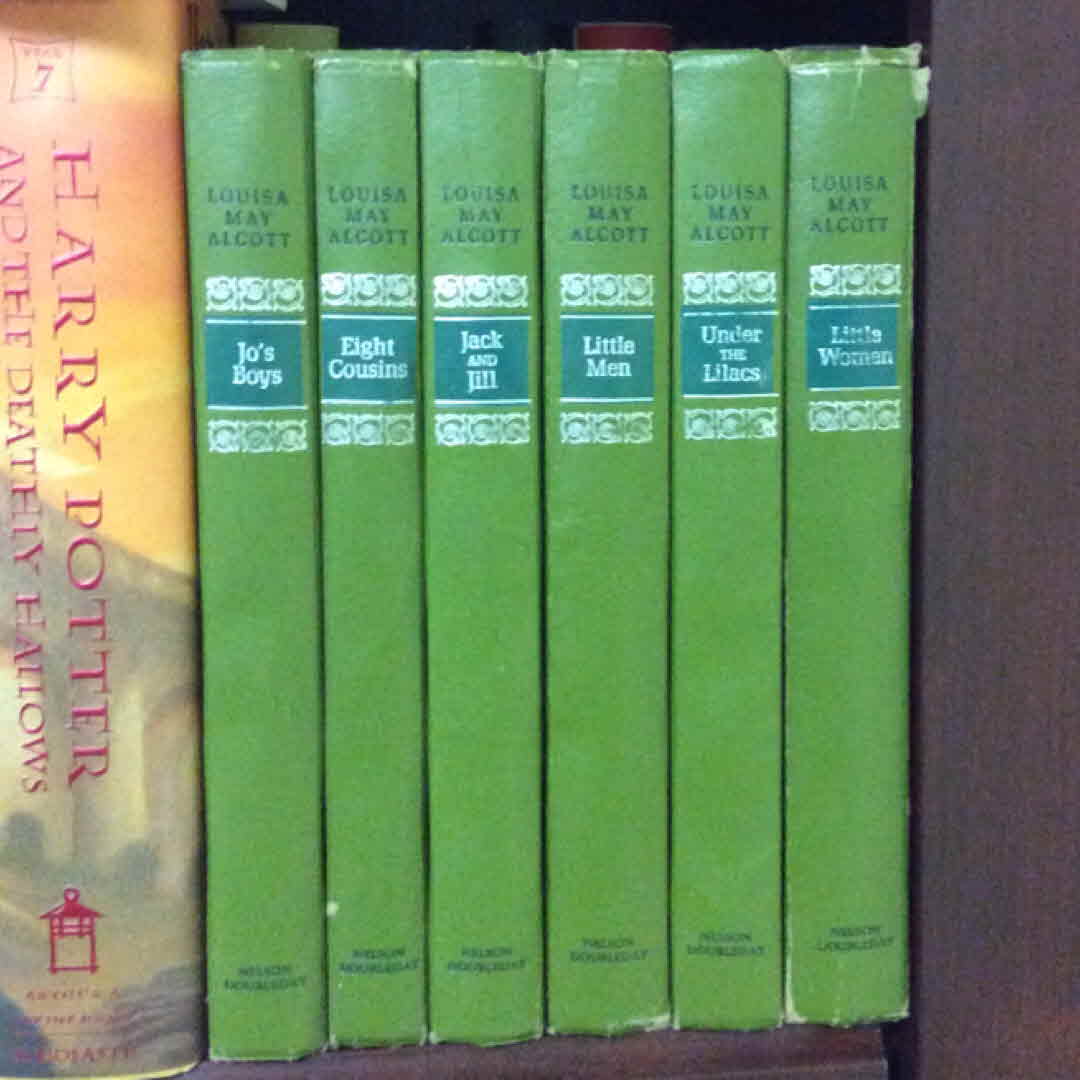 YEAR
7
HARRY POTTER
AND THE DEATHLY HALLOWS
SCHOLASTIC
LOUISA
MAY
ALCOTT
Jo's
Boys
NELSON
DOUBLEDAY
LOUISA
MAY
ALCOTT
Eight
Cousins
NELSON
DOUBLEDAY
LOUISA
MAY
ALCOTT
Jack
AND
Jill
NELSON
DOUBLEDAY
LOUISA
MAY
ALCOTT
Little
Men
NELSON
DOUBLEDAY
LOUISA
MAY
ALCOTT
Under
THE
Lilacs
NELSON
DOUBLEDAY
LOUISA
MAY
ALCOTT
Little
Women
NELSON
DOUBLEDAY